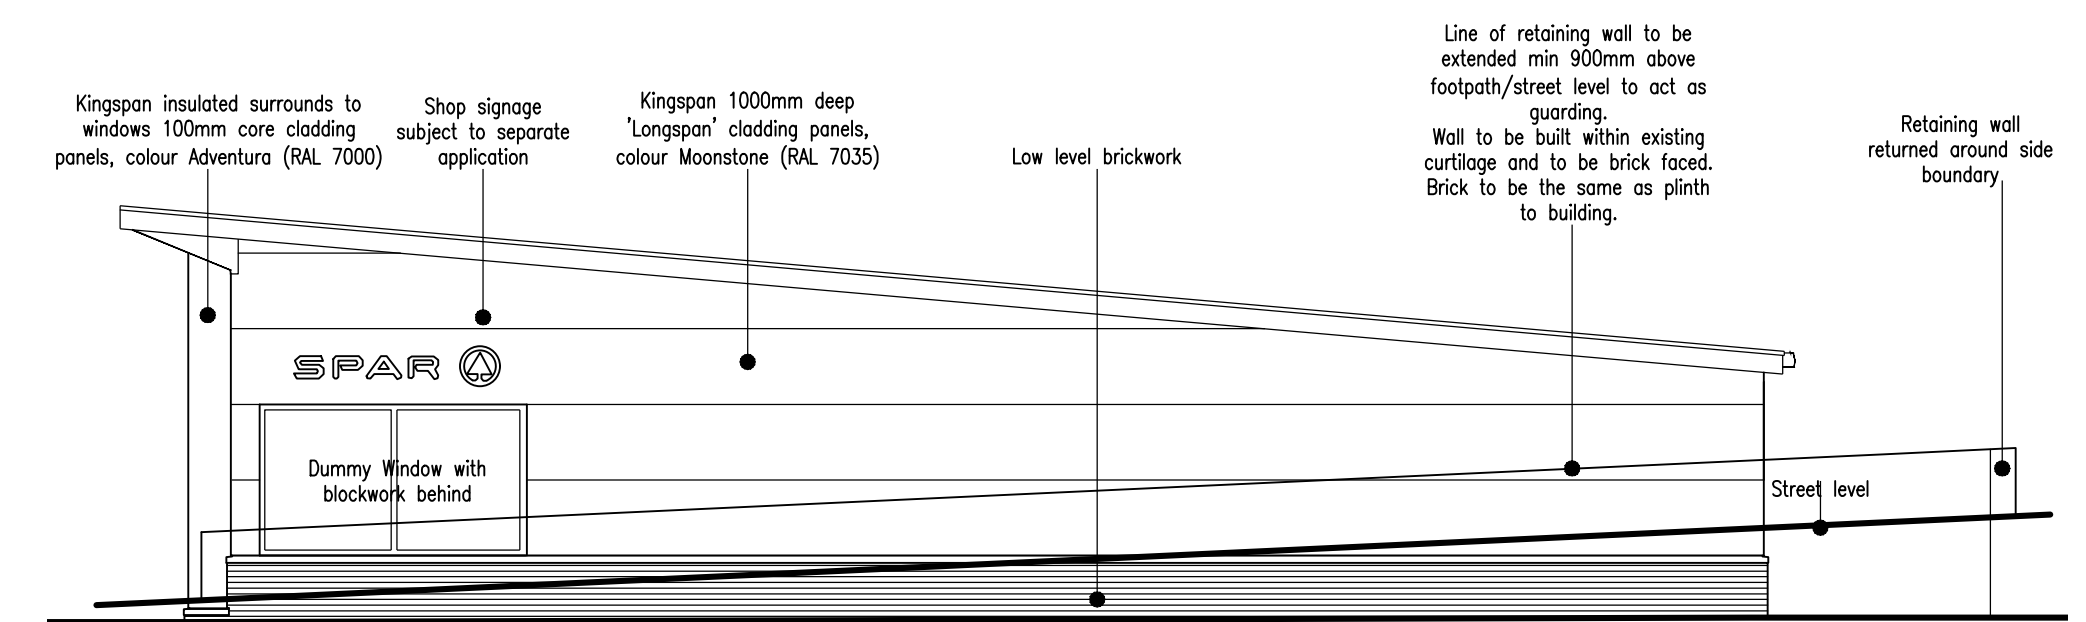 Kingspan insulated surrounds to
windows 100mm core cladding
panels, colour Adventura (RAL 7000)
Shop signage
subject to separate
application
Kingspan 1000mm deep
'Longspan' cladding panels,
colour Moonstone (RAL 7035)
Low level brickwork
Line of retaining wall to be
extended min 900mm above
footpath/street level to act as
guarding.
Wall to be built within existing
curtilage and to be brick faced.
Brick to be the same as plinth
to building.
Retaining wall
returned around side
boundary
SPAR
Dummy Window with
blockwork behind
Street level